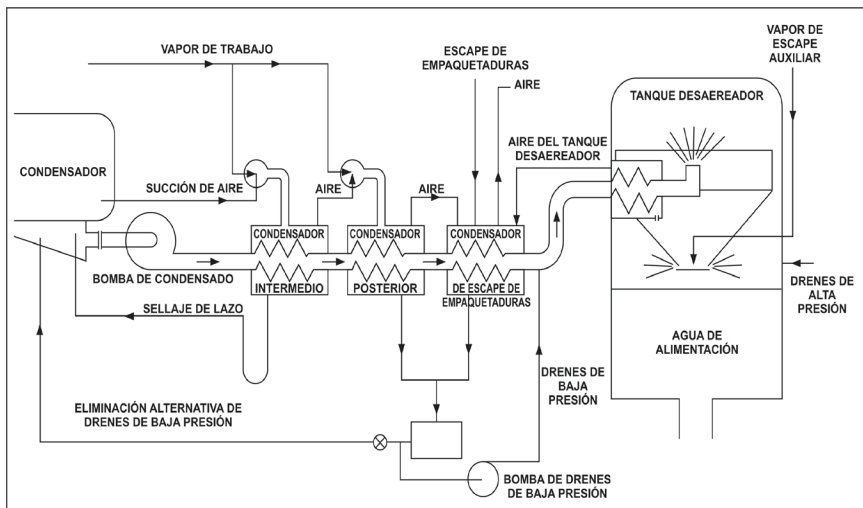 VAPOR DE TRABAJO
ESCAPE DE
EMPAQUETADURAS
AIRE
VAPOR DE
ESCAPE
AUXILIAR
TANQUE DESAEREADOR
CONDENSADOR
SUCCIÓN DE AIRE
AIRE
AIRE
AIRE DEL TANQUE
DESAEREADOR
CONDENSADOR
INTERMEDIO
CONDENSADOR
POSTERIOR
CONDENSADOR
DE ESCAPE DE
EMPAQUETADURAS
BOMBA DE CONDENSADO
SELLAJE DE LAZO
DRENES DE
ALTA
PRESIÓN
AGUA DE
ALIMENTACIÓN
DRENES DE
BAJA
PRESIÓN
ELIMINACIÓN ALTERNATIVA DE
DRENES DE BAJA PRESIÓN
BOMBA DE DRENES
DE BAJA PRESIÓN